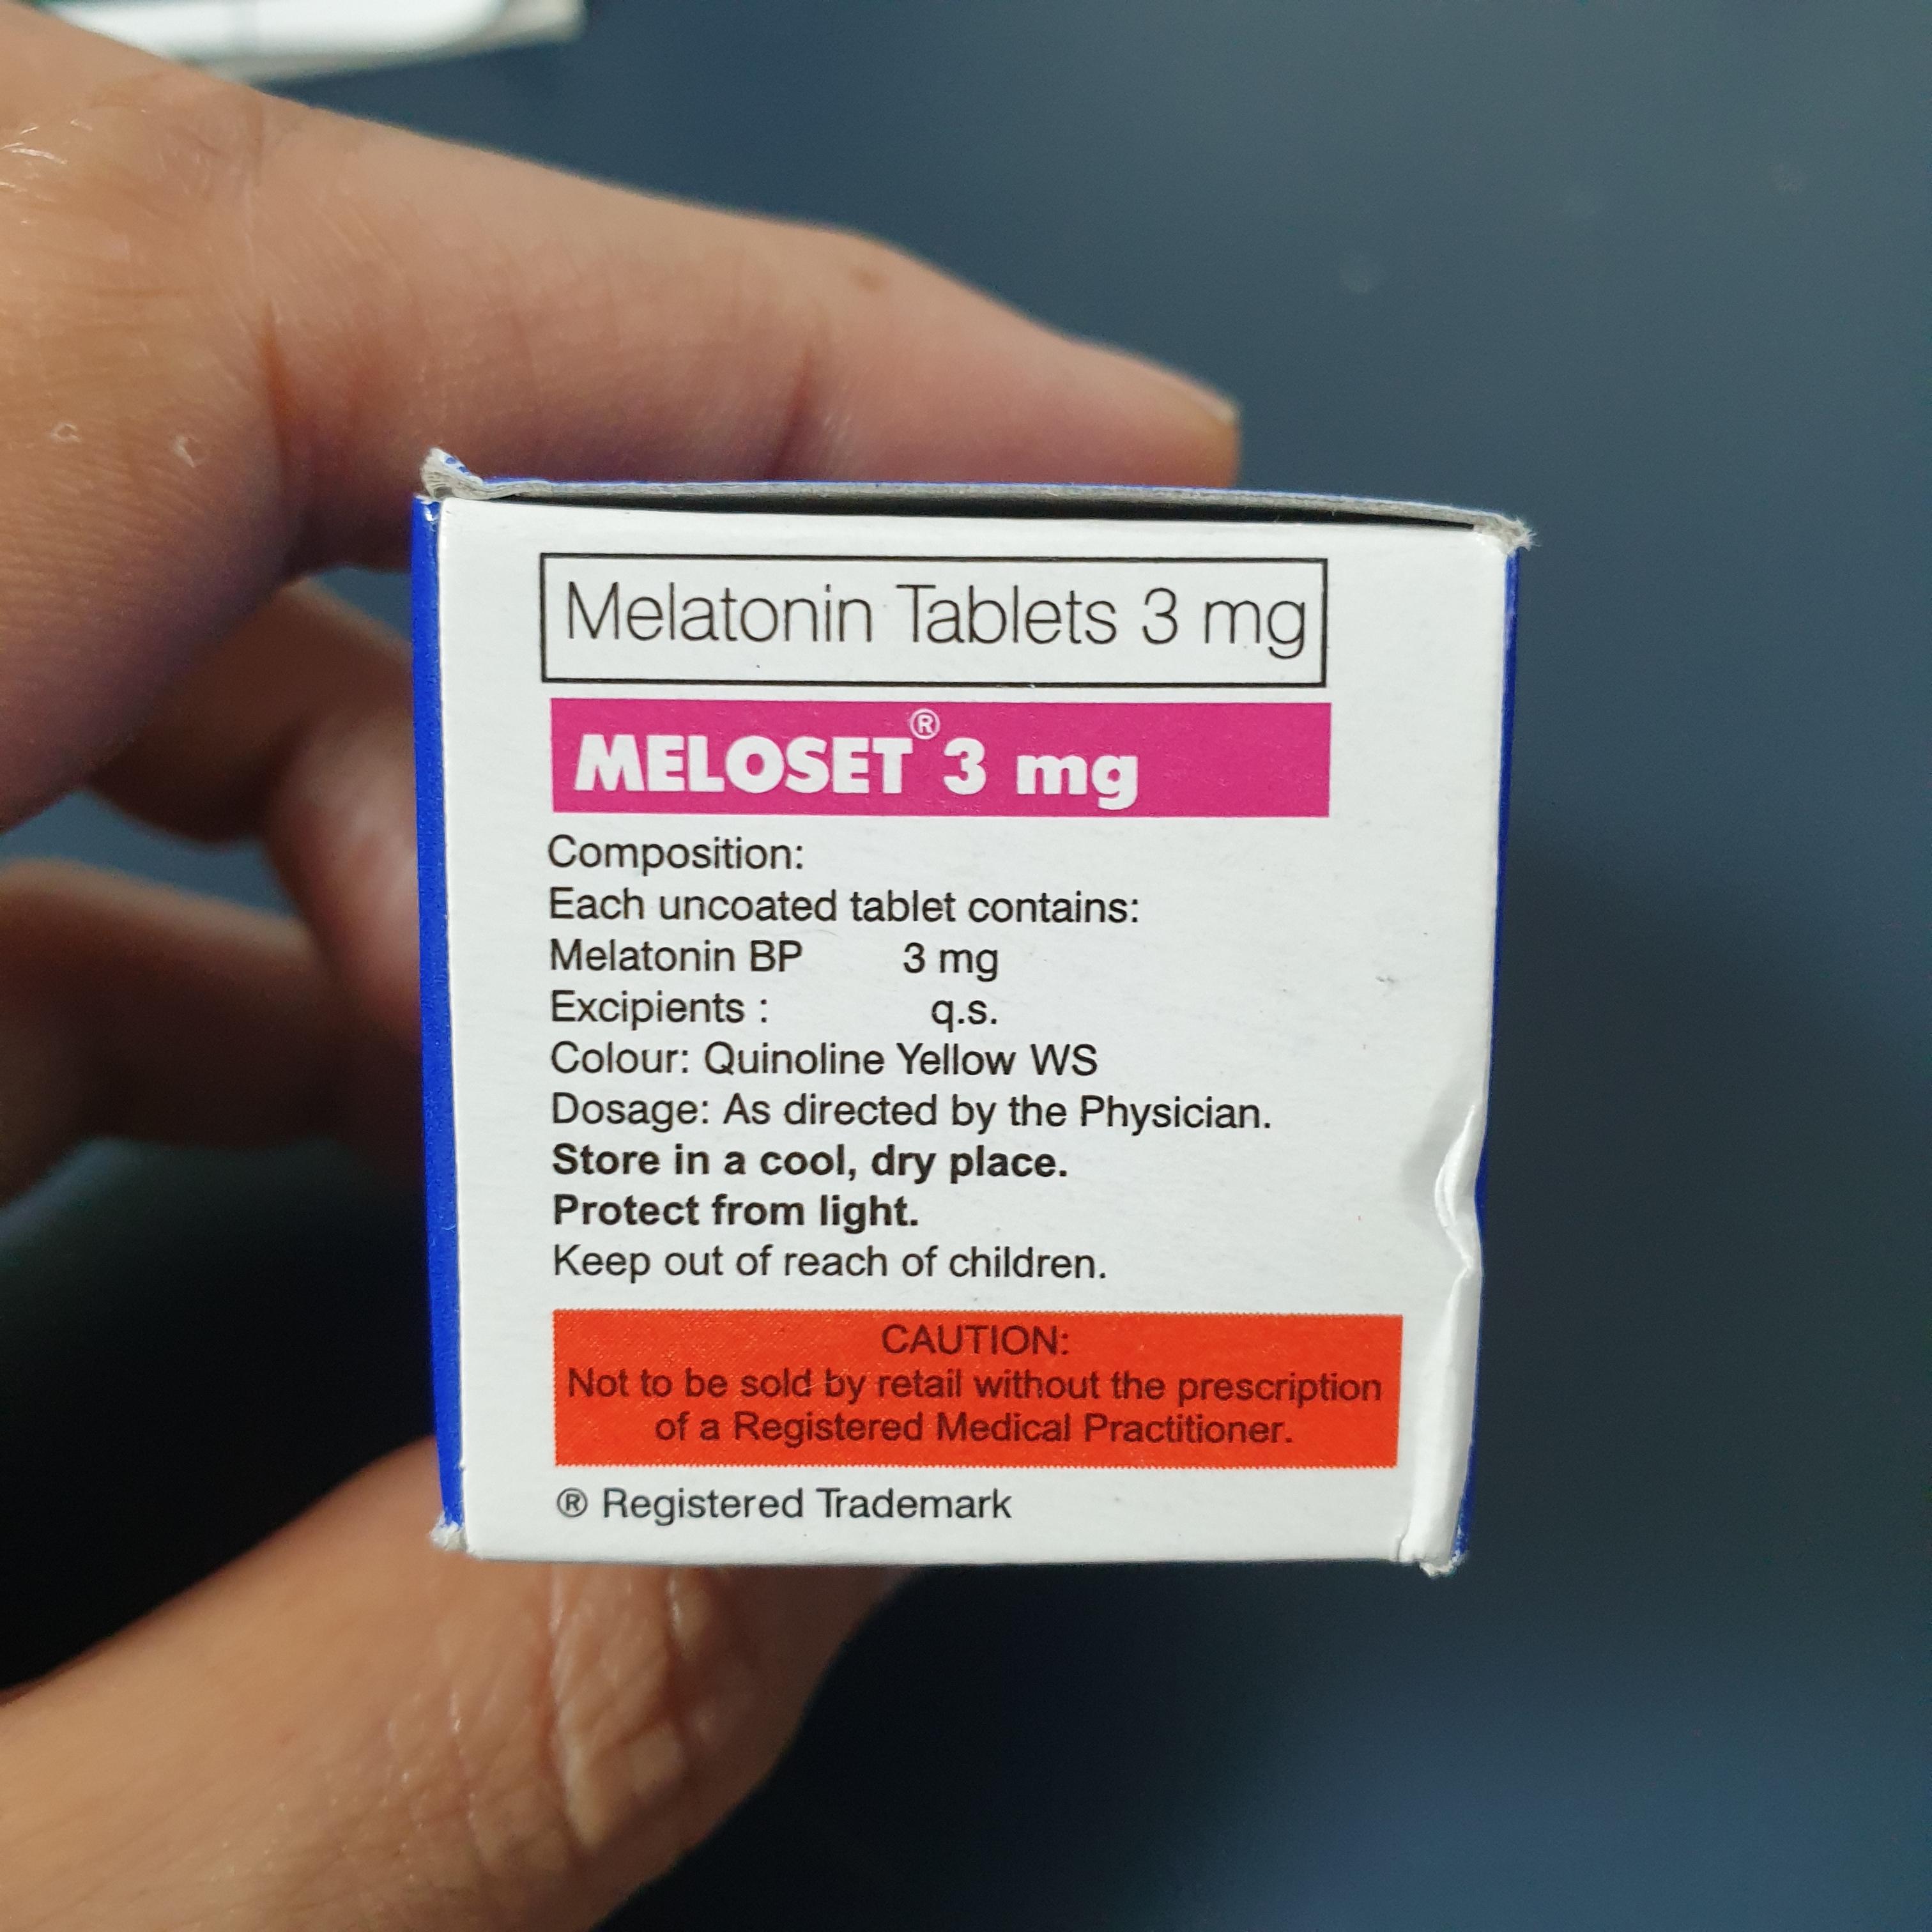 Melatonin Tablets 3 mg
MELOSET® 3 mg
Composition:
Each uncoated tablet contains:
Melatonin BP 3 mg
Excipients : q.s.
Colour: Quinoline Yellow WS
Dosage: As directed by the Physician.
Store in a cool, dry place.
Protect from light.
Keep out of reach of children.
CAUTION:
Not to be sold by retail without the prescription
of a Registered Medical Practitioner.
® Registered Trademark